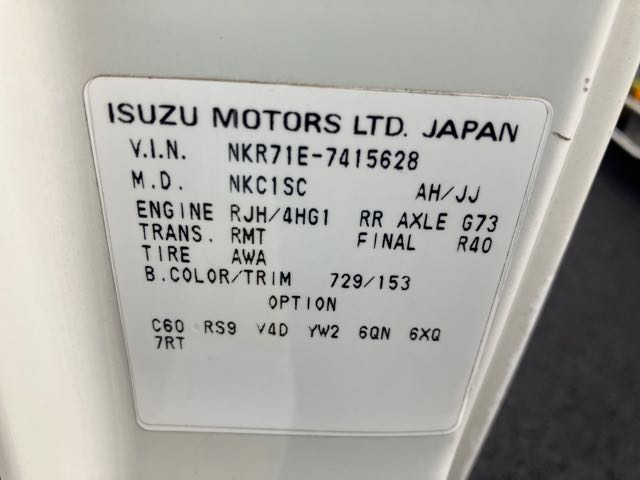 ISUZU MOTORS LTD. JAPAN
V.I.N. NKR71E-7415628
M.D. NKC1SC AH/JJ
ENGINE RJH/4HG1 RR AXLE G73
TRANS. RMT FINAL R40
TIRE AWA
B.COLOR/TRIM 729/153
OPTION
C60 RS9 V4D YW2 6QN 6XQ
7RT